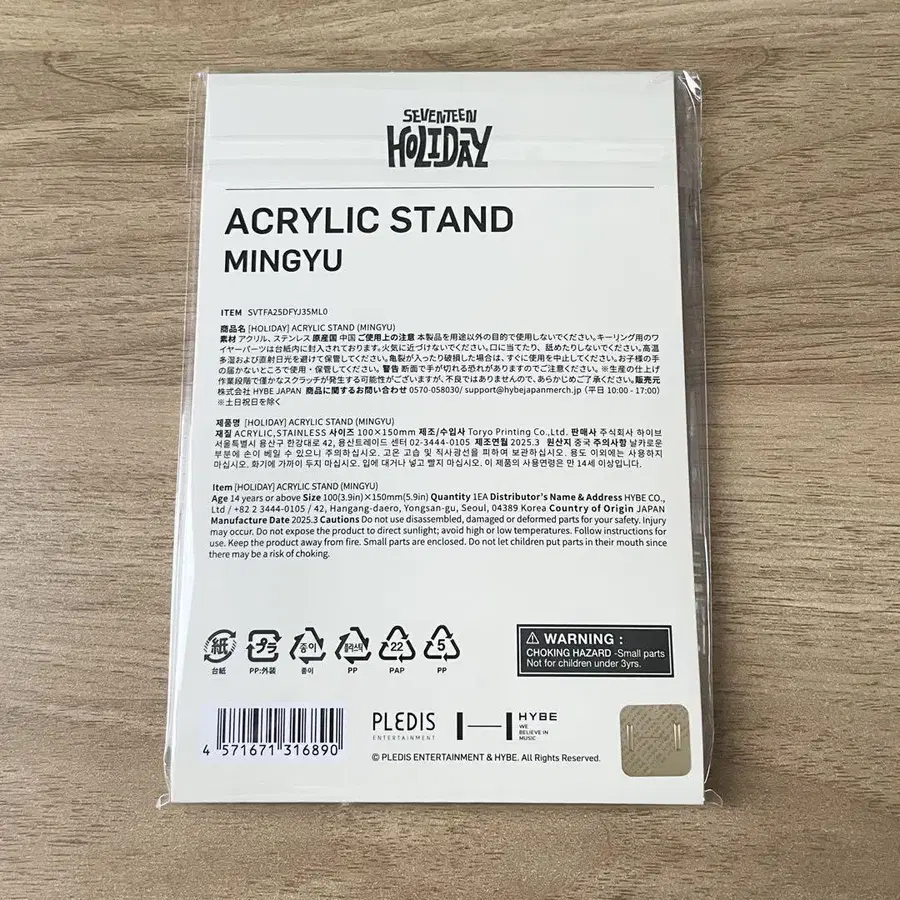 SEVENTEEN
HOLIDAY
ACRYLIC STAND
MINGYU
ITEM SVTFA25DFYJ35ML0
商品名 [HOLIDAY] ACRYLIC STAND (MINGYU)
素材 アクリル、ステンレス 原産国 中国 ご使用上の注意 本製品を用途以外の目的で使用しないでください。キーリング用のワ
イヤーパーツは台紙内に封入されております。火気に近づけないでください。口に当てたり、舐めたりしないでください。高温
多湿および直射日光を避けて保管してください。亀裂が入ったり破損した場合は、すぐに使用を中止してください。お子様の手
の届かないところで使用・保管してください。警告 断面で手が切れる恐れがありますのでご注意ください。※生産の仕上げ
作業段階で僅かなスクラッチが発生する可能性がございますが、不良ではありませんので、あらかじめご了承ください。販売元
株式会社 HYBE JAPAN 商品に関するお問い合わせ 0570-058030/ support@hybejapanmerch.jp (平日 10:00 - 17:00)
※土日祝日を除く
제품명 [HOLIDAY] ACRYLIC STAND (MINGYU)
재질 ACRYLIC,STAINLESS 사이즈 100×150mm 제조/수입사 Toryo Printing Co.,Ltd. 판매사 주식회사 하이브
서울특별시 용산구 한강대로 42, 용산트레이드 센터 02-3444-0105 제조연월 2025.3 원산지 중국 주의사항 날카로운
부분에 손이 베일 수 있으니 주의하십시오. 고온 고습 및 직사광선을 피하여 보관하십시오. 용도 이외에는 사용하지
마십시오. 화기에 가까이 두지 마십시오. 입에 대거나 넣고 빨지 마십시오. 이 제품의 사용연령은 만 14세 이상입니다.
Item [HOLIDAY] ACRYLIC STAND (MINGYU)
Age 14 years or above Size 100(3.9in)×150mm(5.9in) Quantity 1EA Distributor's Name & Address HYBE CO.,
Ltd / +82 2 3444-0105 / 42, Hangang-daero, Yongsan-gu, Seoul, 04389 Korea Country of Origin JAPAN
Manufacture Date 2025.3 Cautions Do not use disassembled, damaged or deformed parts for your safety. Injury
may occur. Do not expose the product to direct sunlight; avoid high or low temperatures. Follow instructions for
use. Keep the product away from fire. Small parts are enclosed. Do not let children put parts in their mouth since
there may be a risk of choking.
紙 プラ 종이 플라스틱 22 5
台紙 PP:外装 종이 PP PAP PP
WARNING :
CHOKING HAZARD -Small parts
Not for children under 3yrs.
4 571671 316890
PLEDIS
ENTERTAINMENT
HYBE
WE
BELIEVE IN
MUSIC
© PLEDIS ENTERTAINMENT & HYBE. All Rights Reserved.